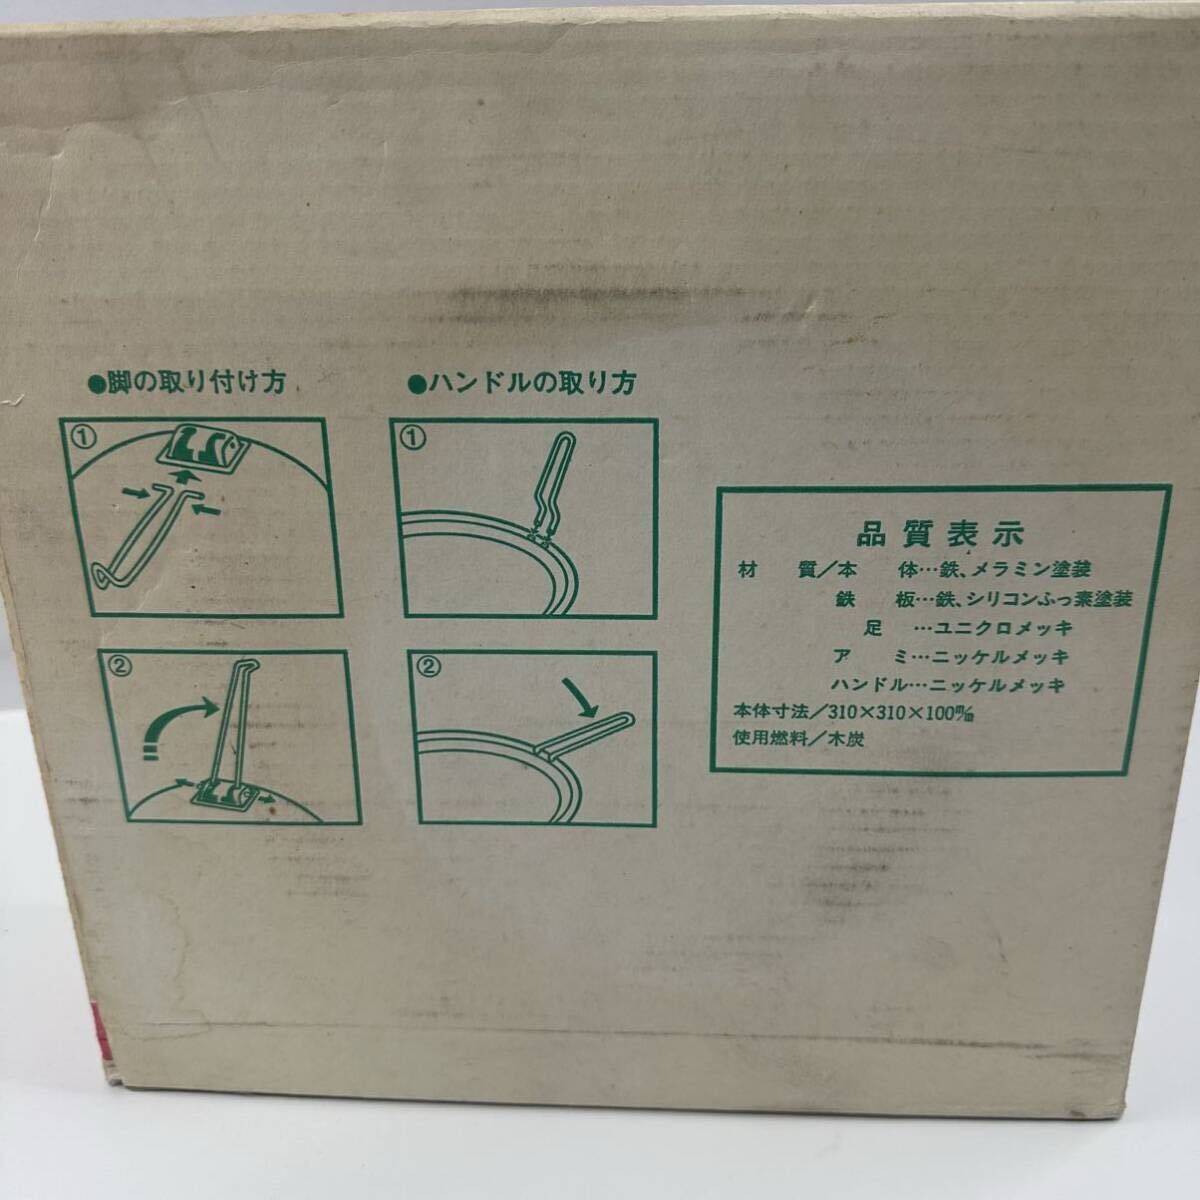 ●脚の取り付け方
①
②
●ハンドルの取り方
①
②
品質表示
材　質/本　体…鉄、メラミン塗装
鉄　板…鉄、シリコンふっ素塗装
足　…ユニクロメッキ
ア　ミ…ニッケルメッキ
ハンドル…ニッケルメッキ
本体寸法/310×310×100㎜
使用燃料/木炭